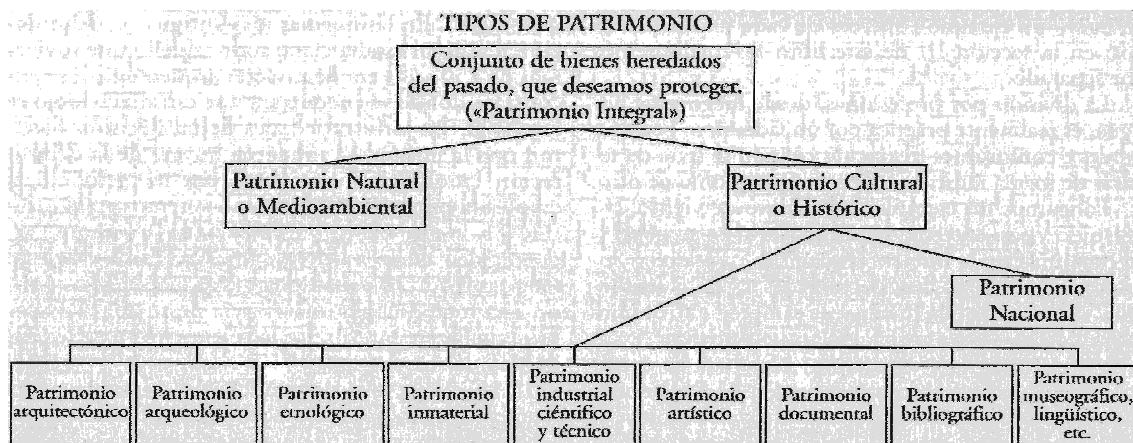 TIPOS DE PATRIMONIO
Conjunto de bienes heredados
del pasado, que deseamos proteger.
(«Patrimonio Integral»)
Patrimonio Natural
o Medioambiental
Patrimonio Cultural
o Histórico
Patrimonio
Nacional
Patrimonio
arquitectónico
Patrimonio
arqueológico
Patrimonio
etnológico
Patrimonio
inmaterial
Patrimonio
industrial
ciéntifico
y técnico
Patrimonio
artístico
Patrimonio
documental
Patrimonio
bibliográfico
Patrimonio
museográfico,
lingüístico,
etc.